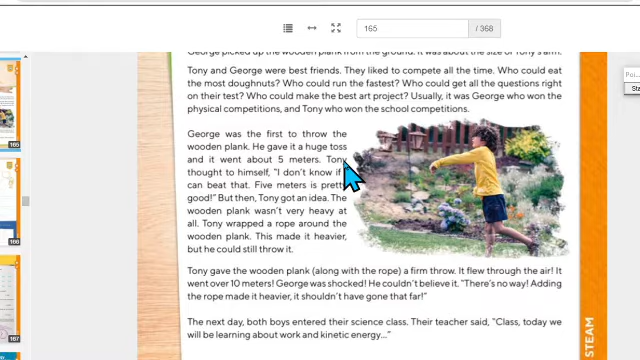 165
/ 368
George picked up the wooden plank from the ground. It was about the size of Tony's arm.
Tony and George were best friends. They liked to compete all the time. Who could eat
the most doughnuts? Who could run the fastest? Who could get all the questions right
on their test? Who could make the best art project? Usually, it was George who won the
physical competitions, and Tony who won the school competitions.
George was the first to throw the
wooden plank. He gave it a huge toss
and it went about 5 meters. Tony
thought to himself, "I don't know if I
can beat that. Five meters is pretty
good!" But then, Tony got an idea. The
wooden plank wasn't very heavy at
all. Tony wrapped a rope around the
wooden plank. This made it heavier,
but he could still throw it.
Tony gave the wooden plank (along with the rope) a firm throw. It flew through the air! It
went over 10 meters! George was shocked! He couldn't believe it. "There's no way! Adding
the rope made it heavier, it shouldn't have gone that far!"
The next day, both boys entered their science class. Their teacher said, "Class, today we
will be learning about work and kinetic energy..."
STEAM
165
166
167
Poi...
Sta